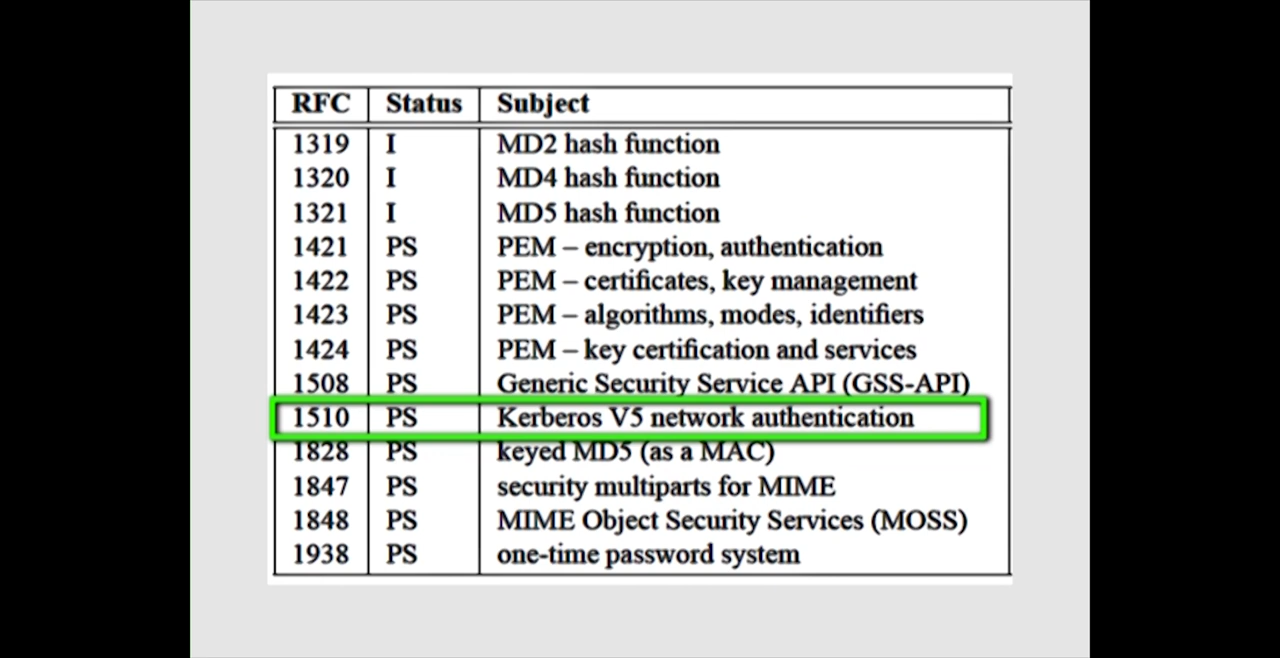 RFC Status Subject
1319 I MD2 hash function
1320 I MD4 hash function
1321 I MD5 hash function
1421 PS PEM – encryption, authentication
1422 PS PEM – certificates, key management
1423 PS PEM – algorithms, modes, identifiers
1424 PS PEM – key certification and services
1508 PS Generic Security Service API (GSS-API)
1510 PS Kerberos V5 network authentication
1828 PS keyed MD5 (as a MAC)
1847 PS security multiparts for MIME
1848 PS MIME Object Security Services (MOSS)
1938 PS one-time password system